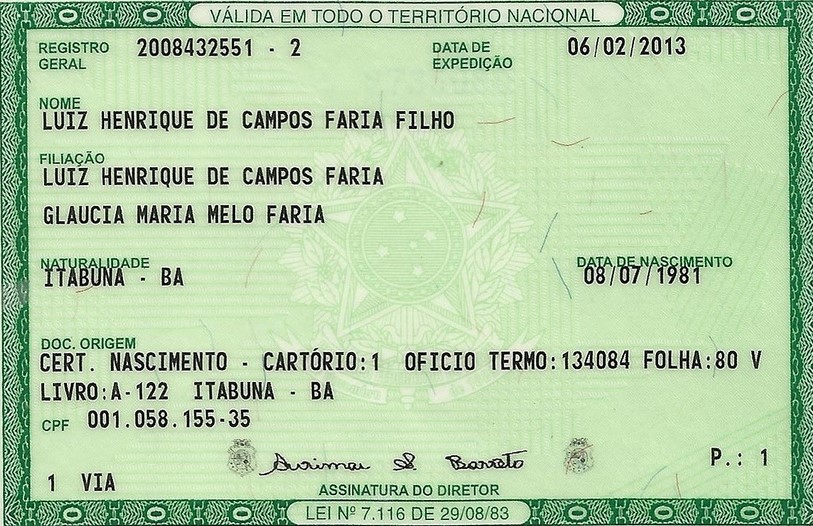 VÁLIDA EM TODO O TERRITÓRIO NACIONAL
REGISTRO GERAL 2008432551 - 2 DATA DE EXPEDIÇÃO 06/02/2013
NOME
LUIZ HENRIQUE DE CAMPOS FARIA FILHO
FILIAÇÃO
LUIZ HENRIQUE DE CAMPOS FARIA
GLAUCIA MARIA MELO FARIA
NATURALIDADE DATA DE NASCIMENTO
ITABUNA - BA 08/07/1981
DOC. ORIGEM
CERT. NASCIMENTO - CARTÓRIO:1 OFICIO TERMO:134084 FOLHA:80 V
LIVRO:A-122 ITABUNA - BA
CPF 001.058.155-35
Aurimar S Barreto
P.: 1
1 VIA
ASSINATURA DO DIRETOR
LEI Nº 7.116 DE 29/08/83